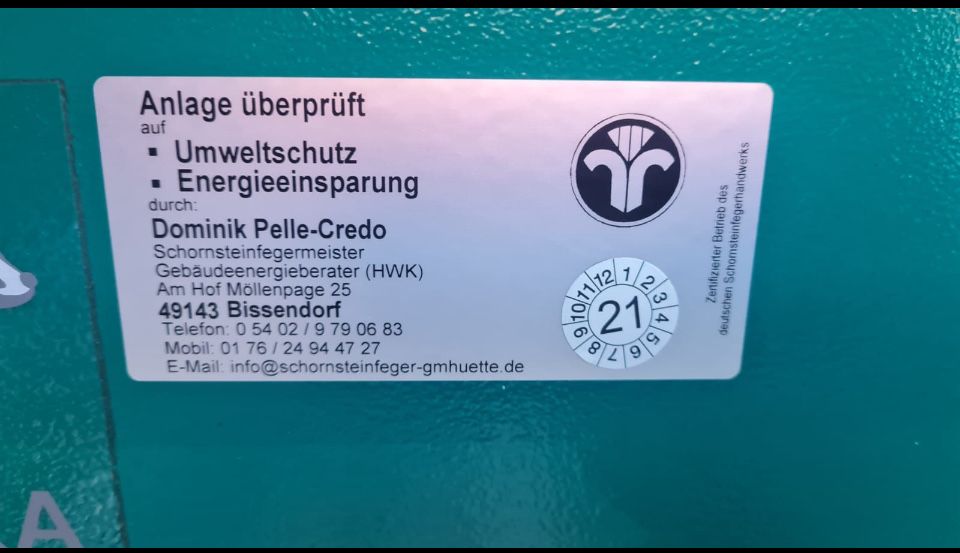 Anlage überprüft
auf
▪ Umweltschutz
▪ Energieeinsparung
durch:
Dominik Pelle-Credo
Schornsteinfegermeister
Gebäudeenergieberater (HWK)
Am Hof Möllenpage 25
49143 Bissendorf
Telefon: 0 54 02 / 9 79 06 83
Mobil: 01 76 / 24 94 47 27
E-Mail: info@schornsteinfeger-gmhuette.de
1 2 3 4 5 6 7 8 9 10 11 12
21
Zertifizierter Betrieb des
deutschen Schornsteinfegerhandwerks
A